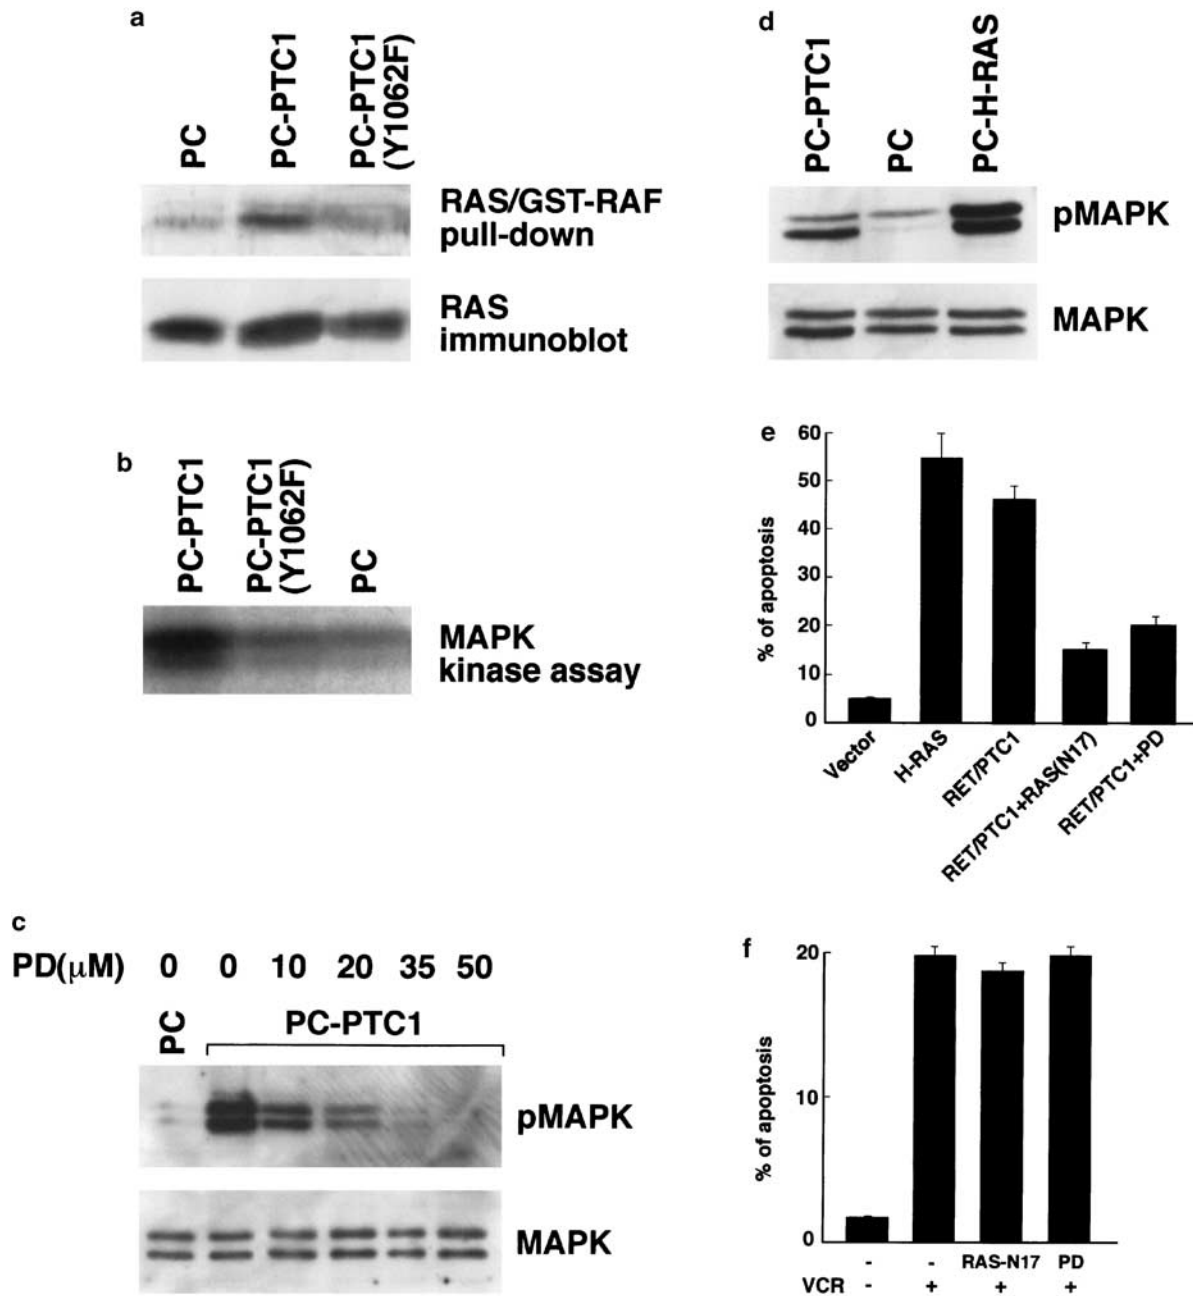 a
PC
PC-PTC1
PC-PTC1
(Y1062F)
RAS/GST-RAF
pull-down
RAS
immunoblot
b
PC-PTC1
PC-PTC1
(Y1062F)
PC
MAPK
kinase assay
c
PD(μM) 0 0 10 20 35 50
PC
PC-PTC1
pMAPK
MAPK
d
PC-PTC1
PC
PC-H-RAS
pMAPK
MAPK
e
% of apoptosis
60
50
40
30
20
10
0
Vector
H-RAS
RET/PTC1
RET/PTC1+RAS(N17)
RET/PTC1+PD
f
% of apoptosis
20
10
0
- - RAS-N17 PD
VCR - + + +